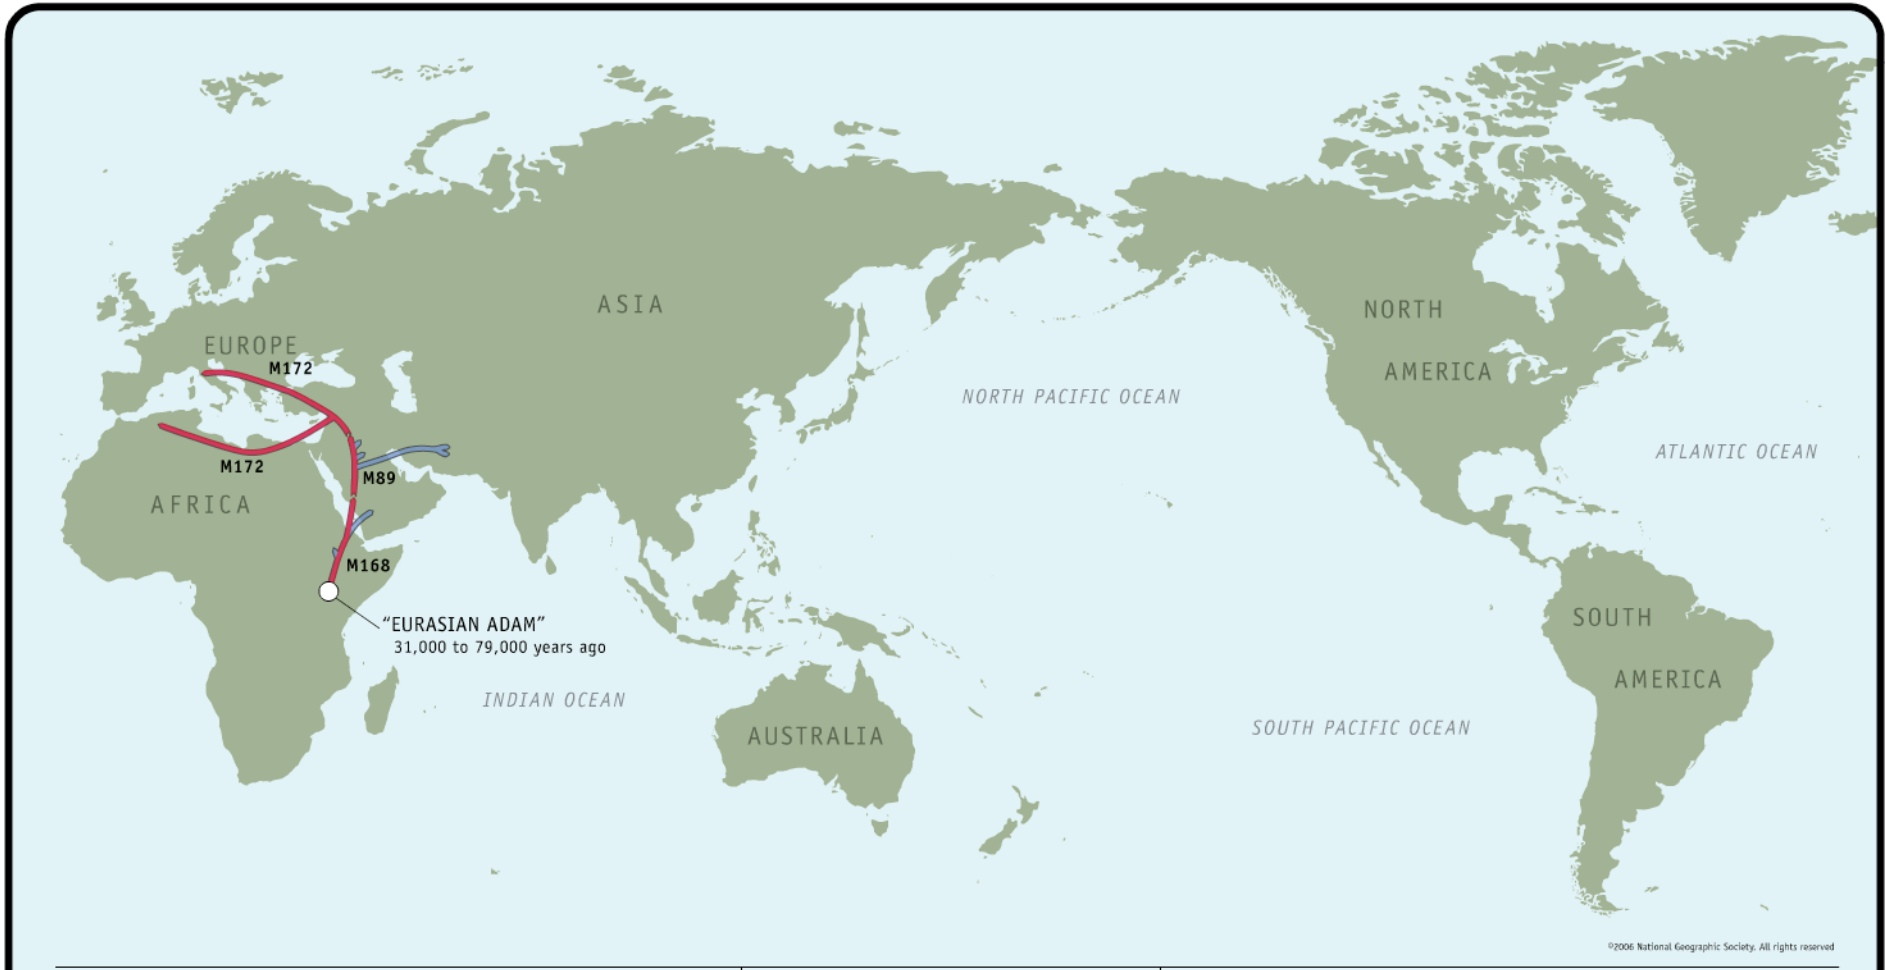 ASIA
NORTH
EUROPE
M172
AMERICA
NORTH PACIFIC OCEAN
ATLANTIC OCEAN
M172
M89
AFRICA
M168
"EURASIAN ADAM"
31,000 to 79,000 years ago
SOUTH
AMERICA
INDIAN OCEAN
SOUTH PACIFIC OCEAN
AUSTRALIA
©2006 National Geographic Society. All rights reserved